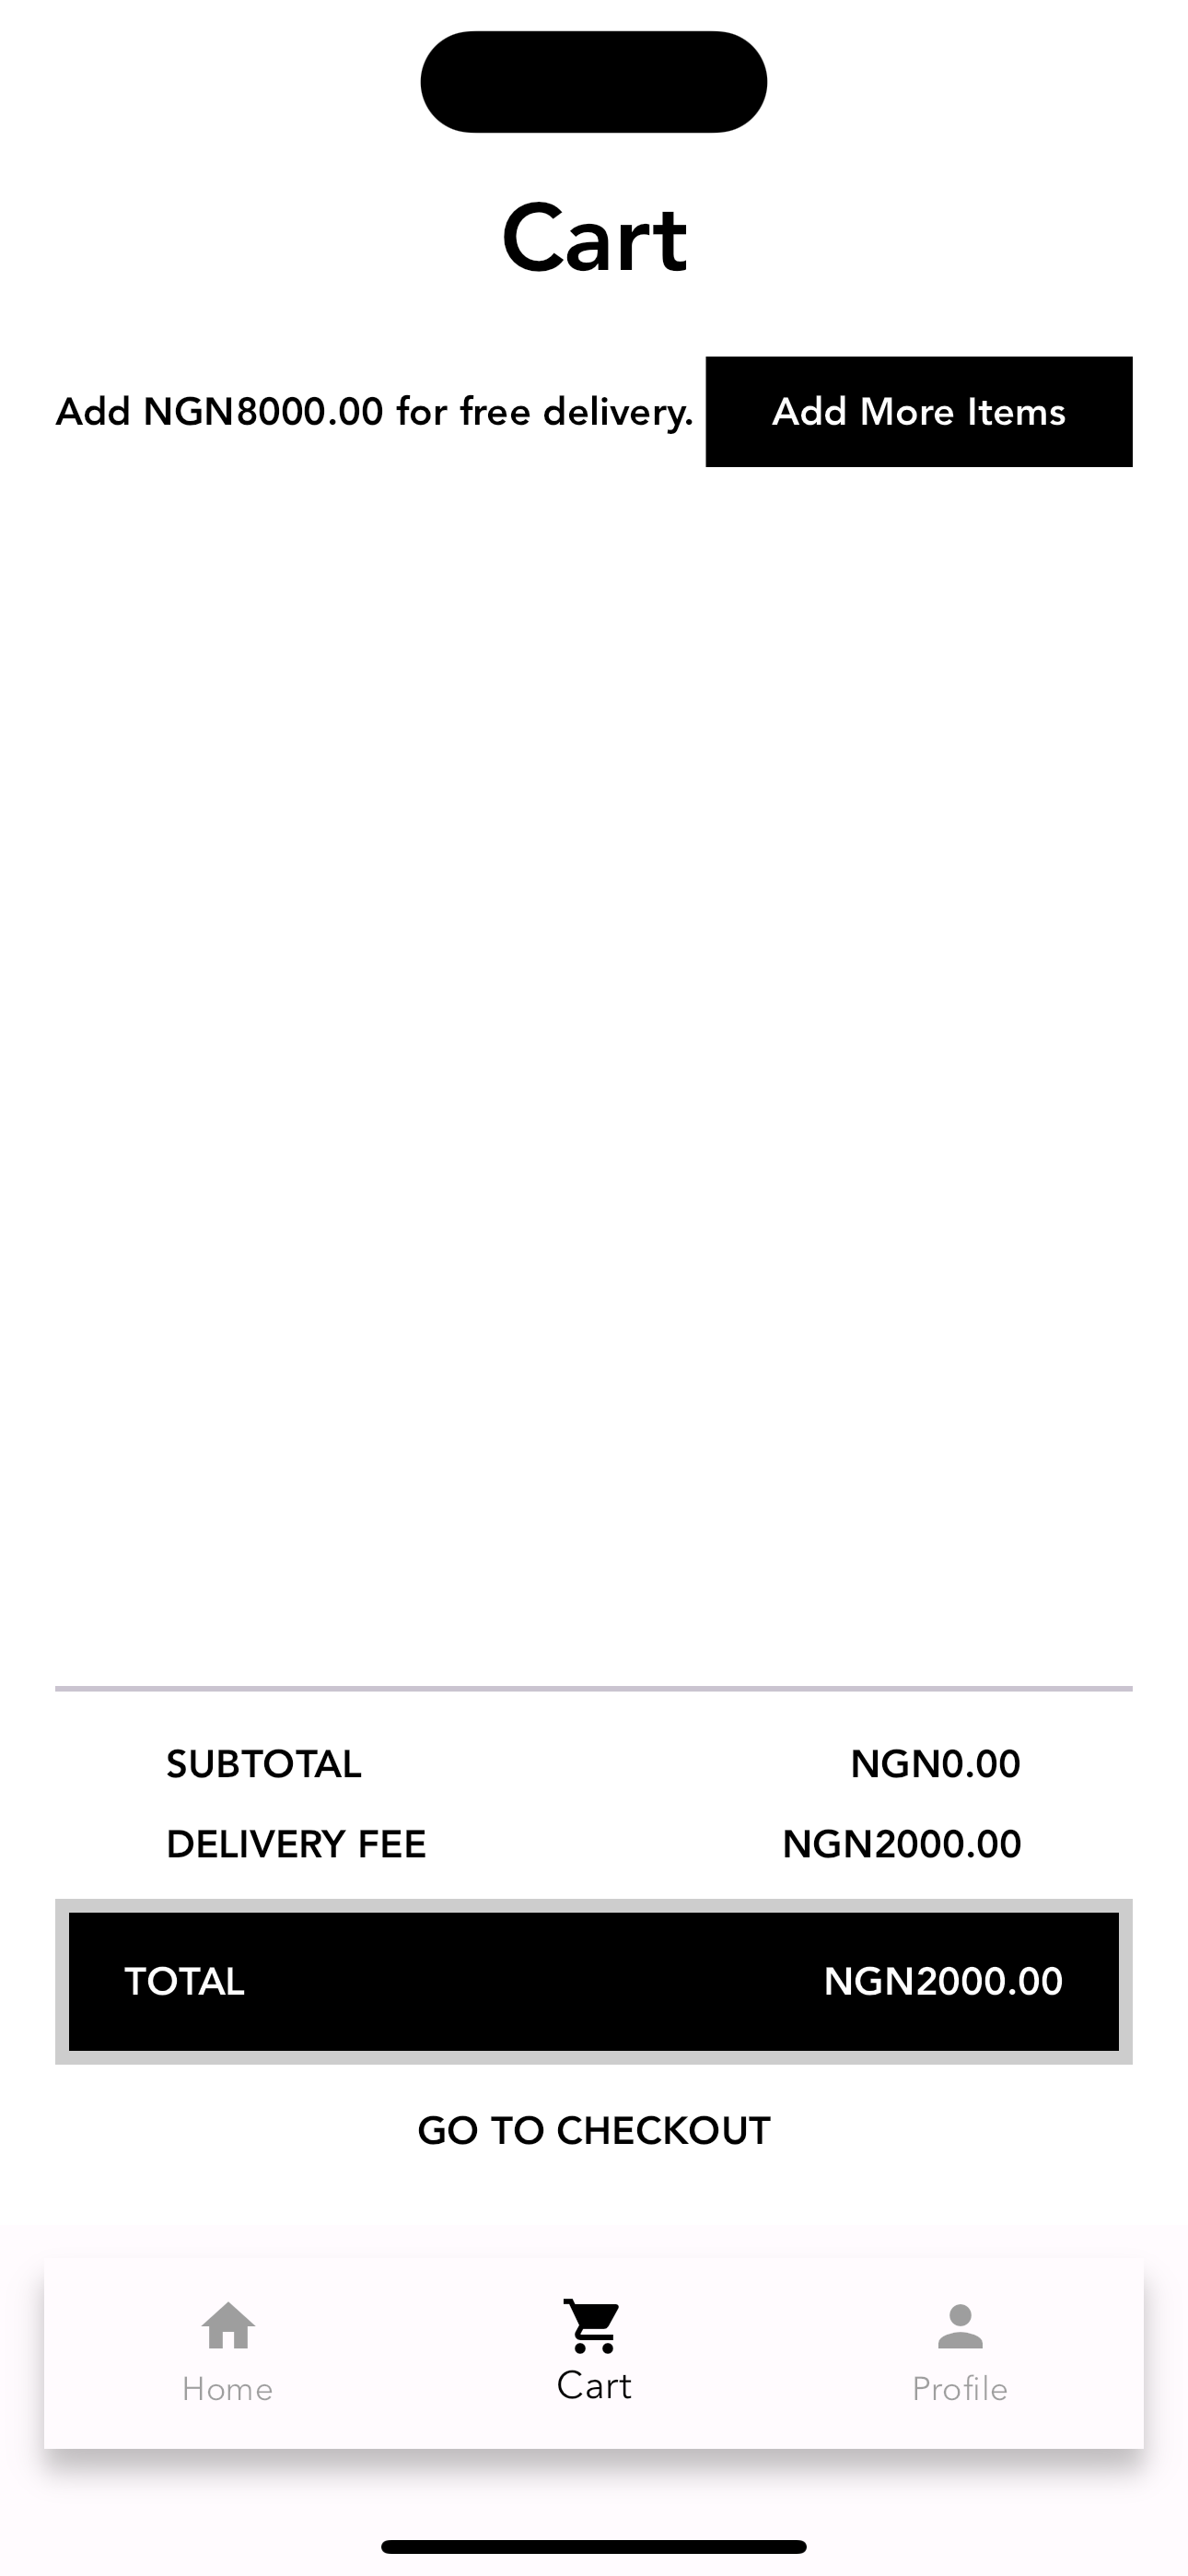 Cart
Add NGN8000.00 for free delivery. Add More Items
SUBTOTAL NGN0.00
DELIVERY FEE NGN2000.00
TOTAL NGN2000.00
GO TO CHECKOUT
Home Cart Profile